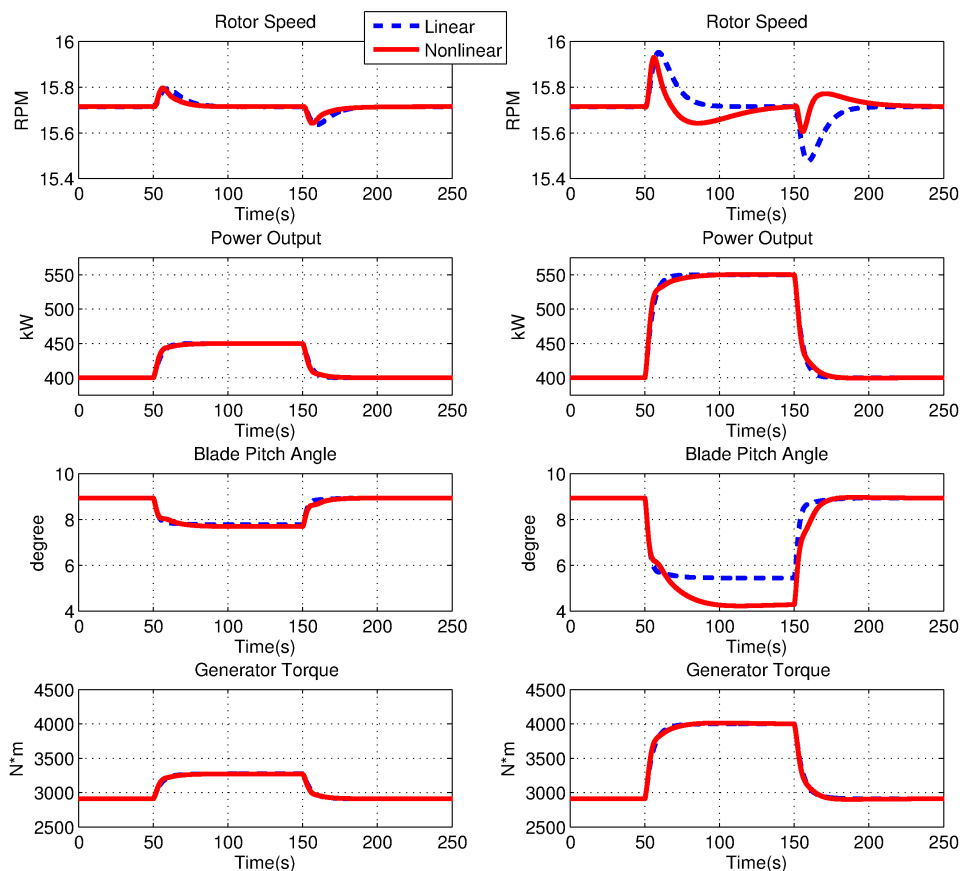 Rotor Speed
Linear
Nonlinear
16
15.8
15.6
15.4
RPM
0 50 100 150 200 250
Time(s)
Rotor Speed
16
15.8
15.6
15.4
RPM
0 50 100 150 200 250
Time(s)
Power Output
550
500
450
400
kW
0 50 100 150 200 250
Time(s)
Power Output
550
500
450
400
kW
0 50 100 150 200 250
Time(s)
Blade Pitch Angle
10
8
6
4
degree
0 50 100 150 200 250
Time(s)
Blade Pitch Angle
10
8
6
4
degree
0 50 100 150 200 250
Time(s)
Generator Torque
4500
4000
3500
3000
2500
N*m
0 50 100 150 200 250
Time(s)
Generator Torque
4500
4000
3500
3000
2500
N*m
0 50 100 150 200 250
Time(s)